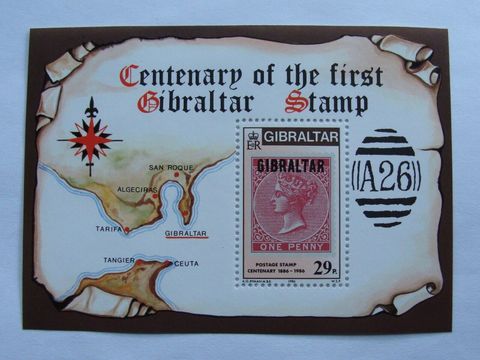 Centenary of the first
Gibraltar Stamp
E R
GIBRALTAR
GIBRALTAR
ONE PENNY
POSTAGE STAMP
CENTENARY 1886-1986
29P.
1986
A26
SAN ROQUE
ALGECIRAS
TARIFA
GIBRALTAR
TANGIER
CEUTA